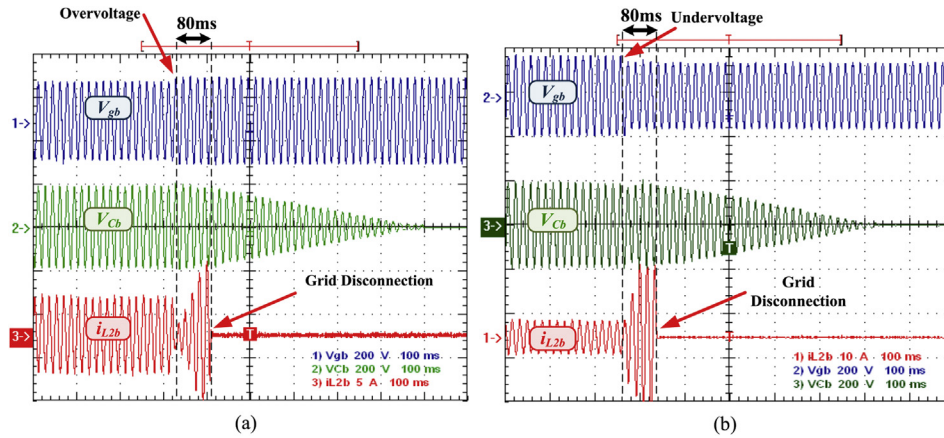 Overvoltage
80ms
1->
Vgb
2->
VCb
Grid Disconnection
3->
iL2b
T
1) Vgb 200 V 100 ms
2) VCb 200 V 100 ms
3) iL2b 5 A 100 ms
(a)
Undervoltage
80ms
2->
Vgb
3->
VCb
T
Grid
Disconnection
1->
iL2b
1) iL2b 10 A 100 ms
2) Vgb 200 V 100 ms
3) VCb 200 V 100 ms
(b)